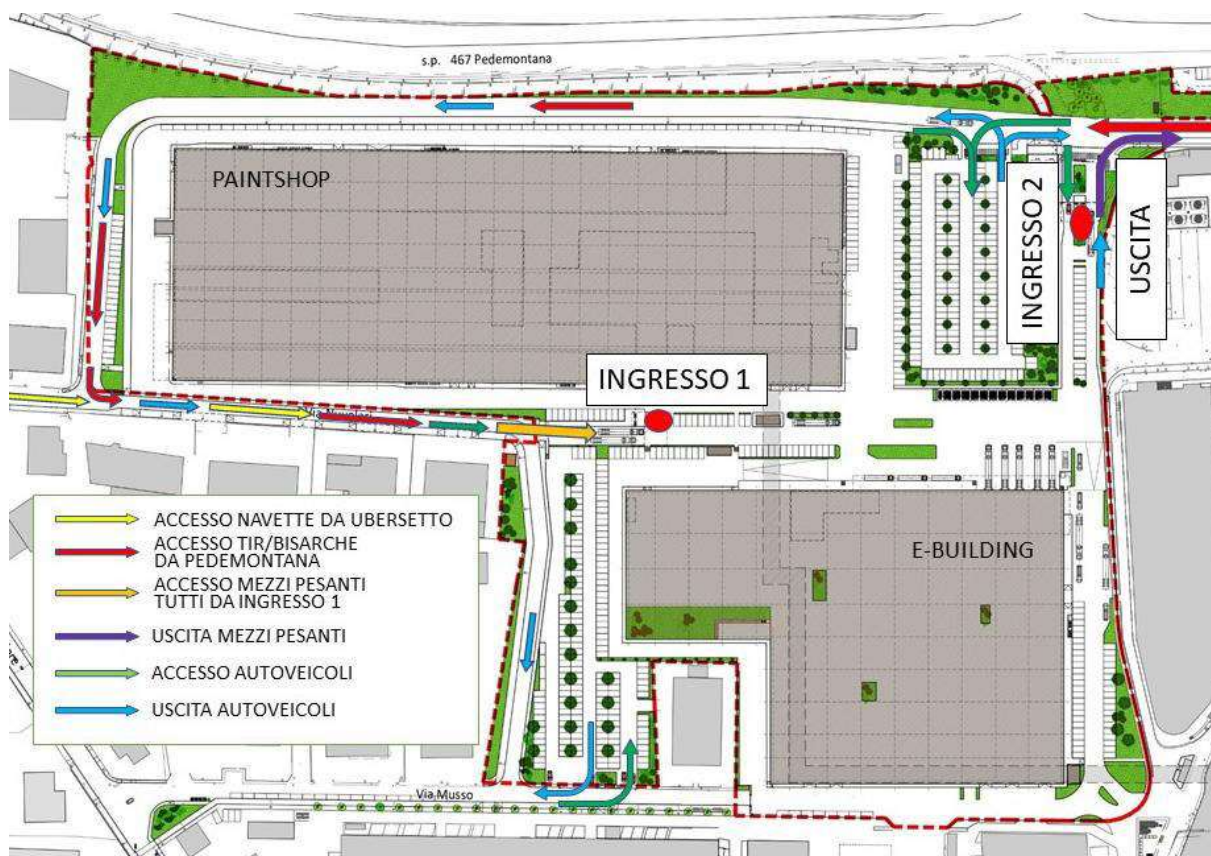 s.p. 467 Pedemontana
PAINTSHOP
INGRESSO 2
USCITA
INGRESSO 1
E-BUILDING
ACCESSO NAVETTE DA UBERSETTO
ACCESSO TIR/BISARCHE
DA PEDEMONTANA
ACCESSO MEZZI PESANTI
TUTTI DA INGRESSO 1
USCITA MEZZI PESANTI
ACCESSO AUTOVEICOLI
USCITA AUTOVEICOLI
Via Musso